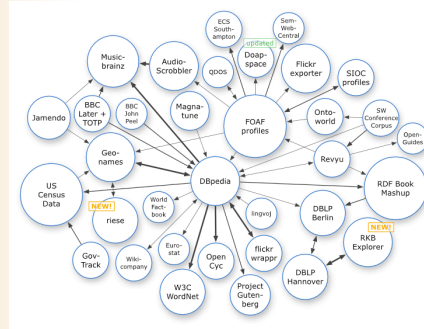 ECS
South-
ampton
Sem-
Web-
Central
updated
Doap-
space
Music-
brainz
Audio-
Scrobbler
QDOS
Flickr
exporter
SIOC
profiles
Magna-
tune
BBC
Later +
TOTP
BBC
John
Peel
Jamendo
FOAF
profiles
Onto-
world
SW
Conference
Corpus
Open-
Guides
Geo-
names
Revyu
DBpedia
US
Census
Data
RDF Book
Mashup
NEW!
riese
World
Fact-
book
lingvoJ
DBLP
Berlin
NEW!
RKB
Explorer
Gov-
Track
Wiki-
company
Euro-
stat
Open
Cyc
flickr
wrappr
DBLP
Hannover
W3C
WordNet
Project
Guten-
berg